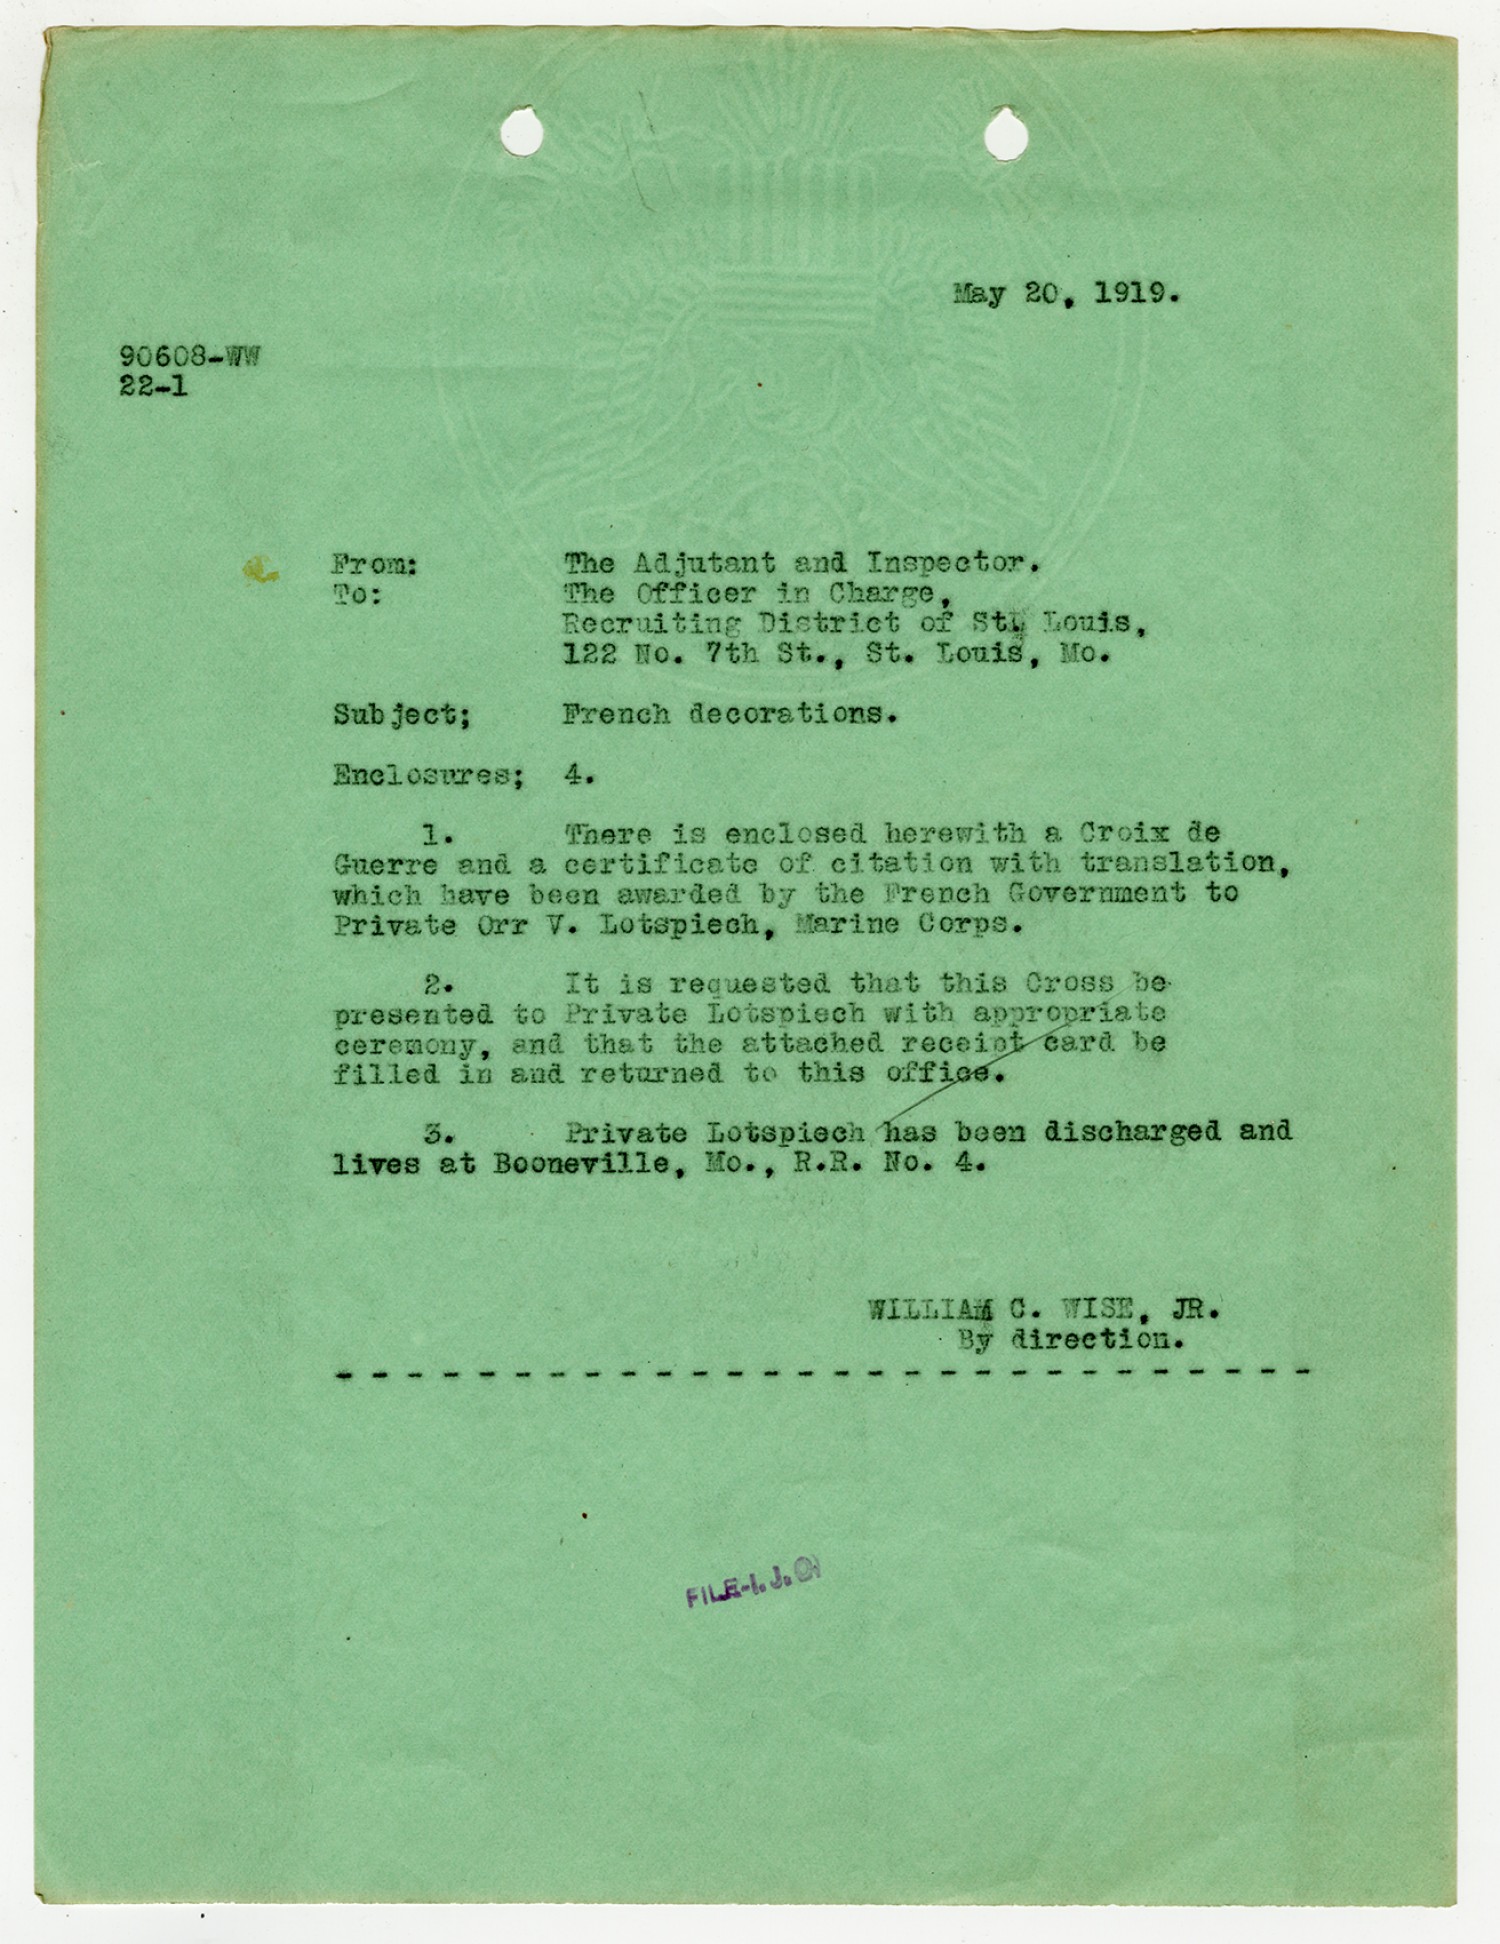 May 20, 1919.
90608-WW
22-1
From: The Adjutant and Inspector.
To: The Officer in Charge,
Recruiting District of St. Louis,
122 No. 7th St., St. Louis, Mo.
Subject; French decorations.
Enclosures; 4.
1. There is enclosed herewith a Croix de
Guerre and a certificate of citation with translation,
which have been awarded by the French Government to
Private Orr V. Lotspiech, Marine Corps.
2. It is requested that this Cross be
presented to Private Lotspiech with appropriate
ceremony, and that the attached receipt card be
filled in and returned to this office.
3. Private Lotspiech has been discharged and
lives at Booneville, Mo., R.R. No. 4.
WILLIAM C. WISE, JR.
By direction.
- - - - - - - - - - - - - - - - - - - - - - - - - - - -
FILE-I.J.